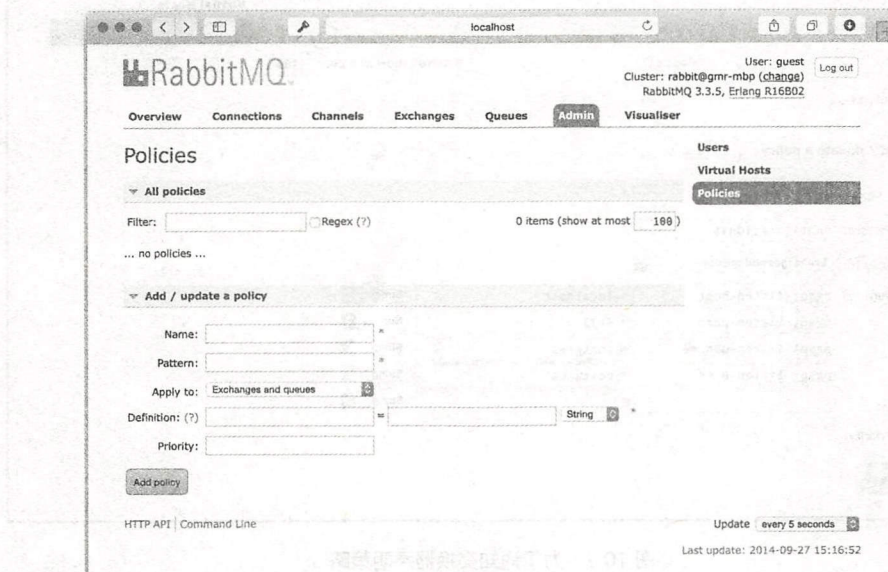 localhost
RabbitMQ
User: guest
Cluster: rabbit@gmr-mbp (change)
RabbitMQ 3.3.5, Erlang R16B02
Log out
Overview Connections Channels Exchanges Queues Admin Visualiser
Policies
Users
Virtual Hosts
Policies
All policies
Filter: Regex (?) 0 items (show at most 100)
... no policies ...
Add / update a policy
Name: *
Pattern: *
Apply to: Exchanges and queues
Definition: (?) = String *
Priority:
Add policy
HTTP API | Command Line
Update every 5 seconds
Last update: 2014-09-27 15:16:52